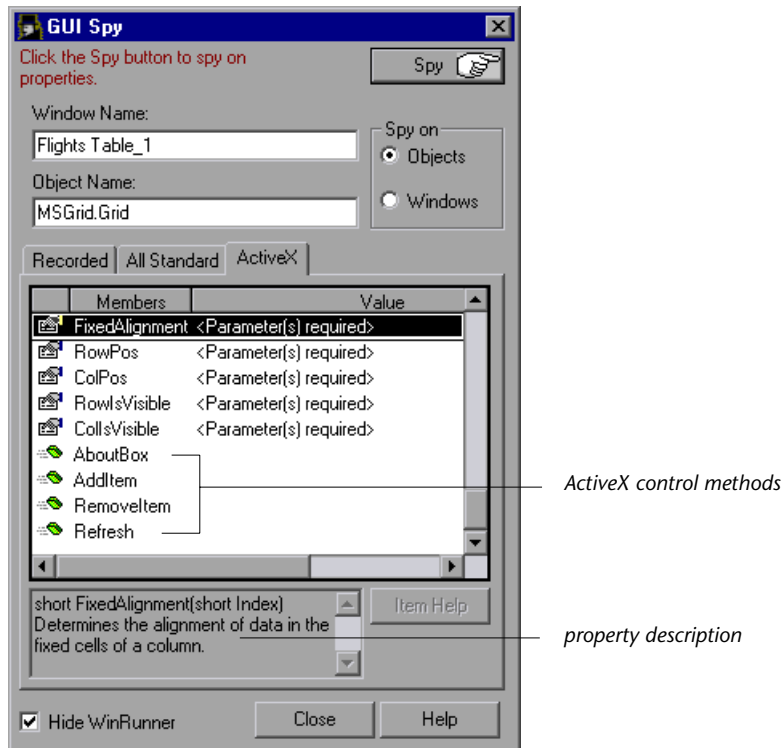 GUI Spy
Click the Spy button to spy on
properties.
Spy
Window Name:
Flights Table_1
Spy on
Objects
Windows
Object Name:
MSGrid.Grid
Recorded
All Standard
ActiveX
Members Value
FixedAlignment <Parameter(s) required>
RowPos <Parameter(s) required>
ColPos <Parameter(s) required>
RowIsVisible <Parameter(s) required>
ColIsVisible <Parameter(s) required>
AboutBox
AddItem
RemoveItem
Refresh
ActiveX control methods
short FixedAlignment(short Index)
Determines the alignment of data in the
fixed cells of a column.
Item Help
property description
Hide WinRunner
Close
Help